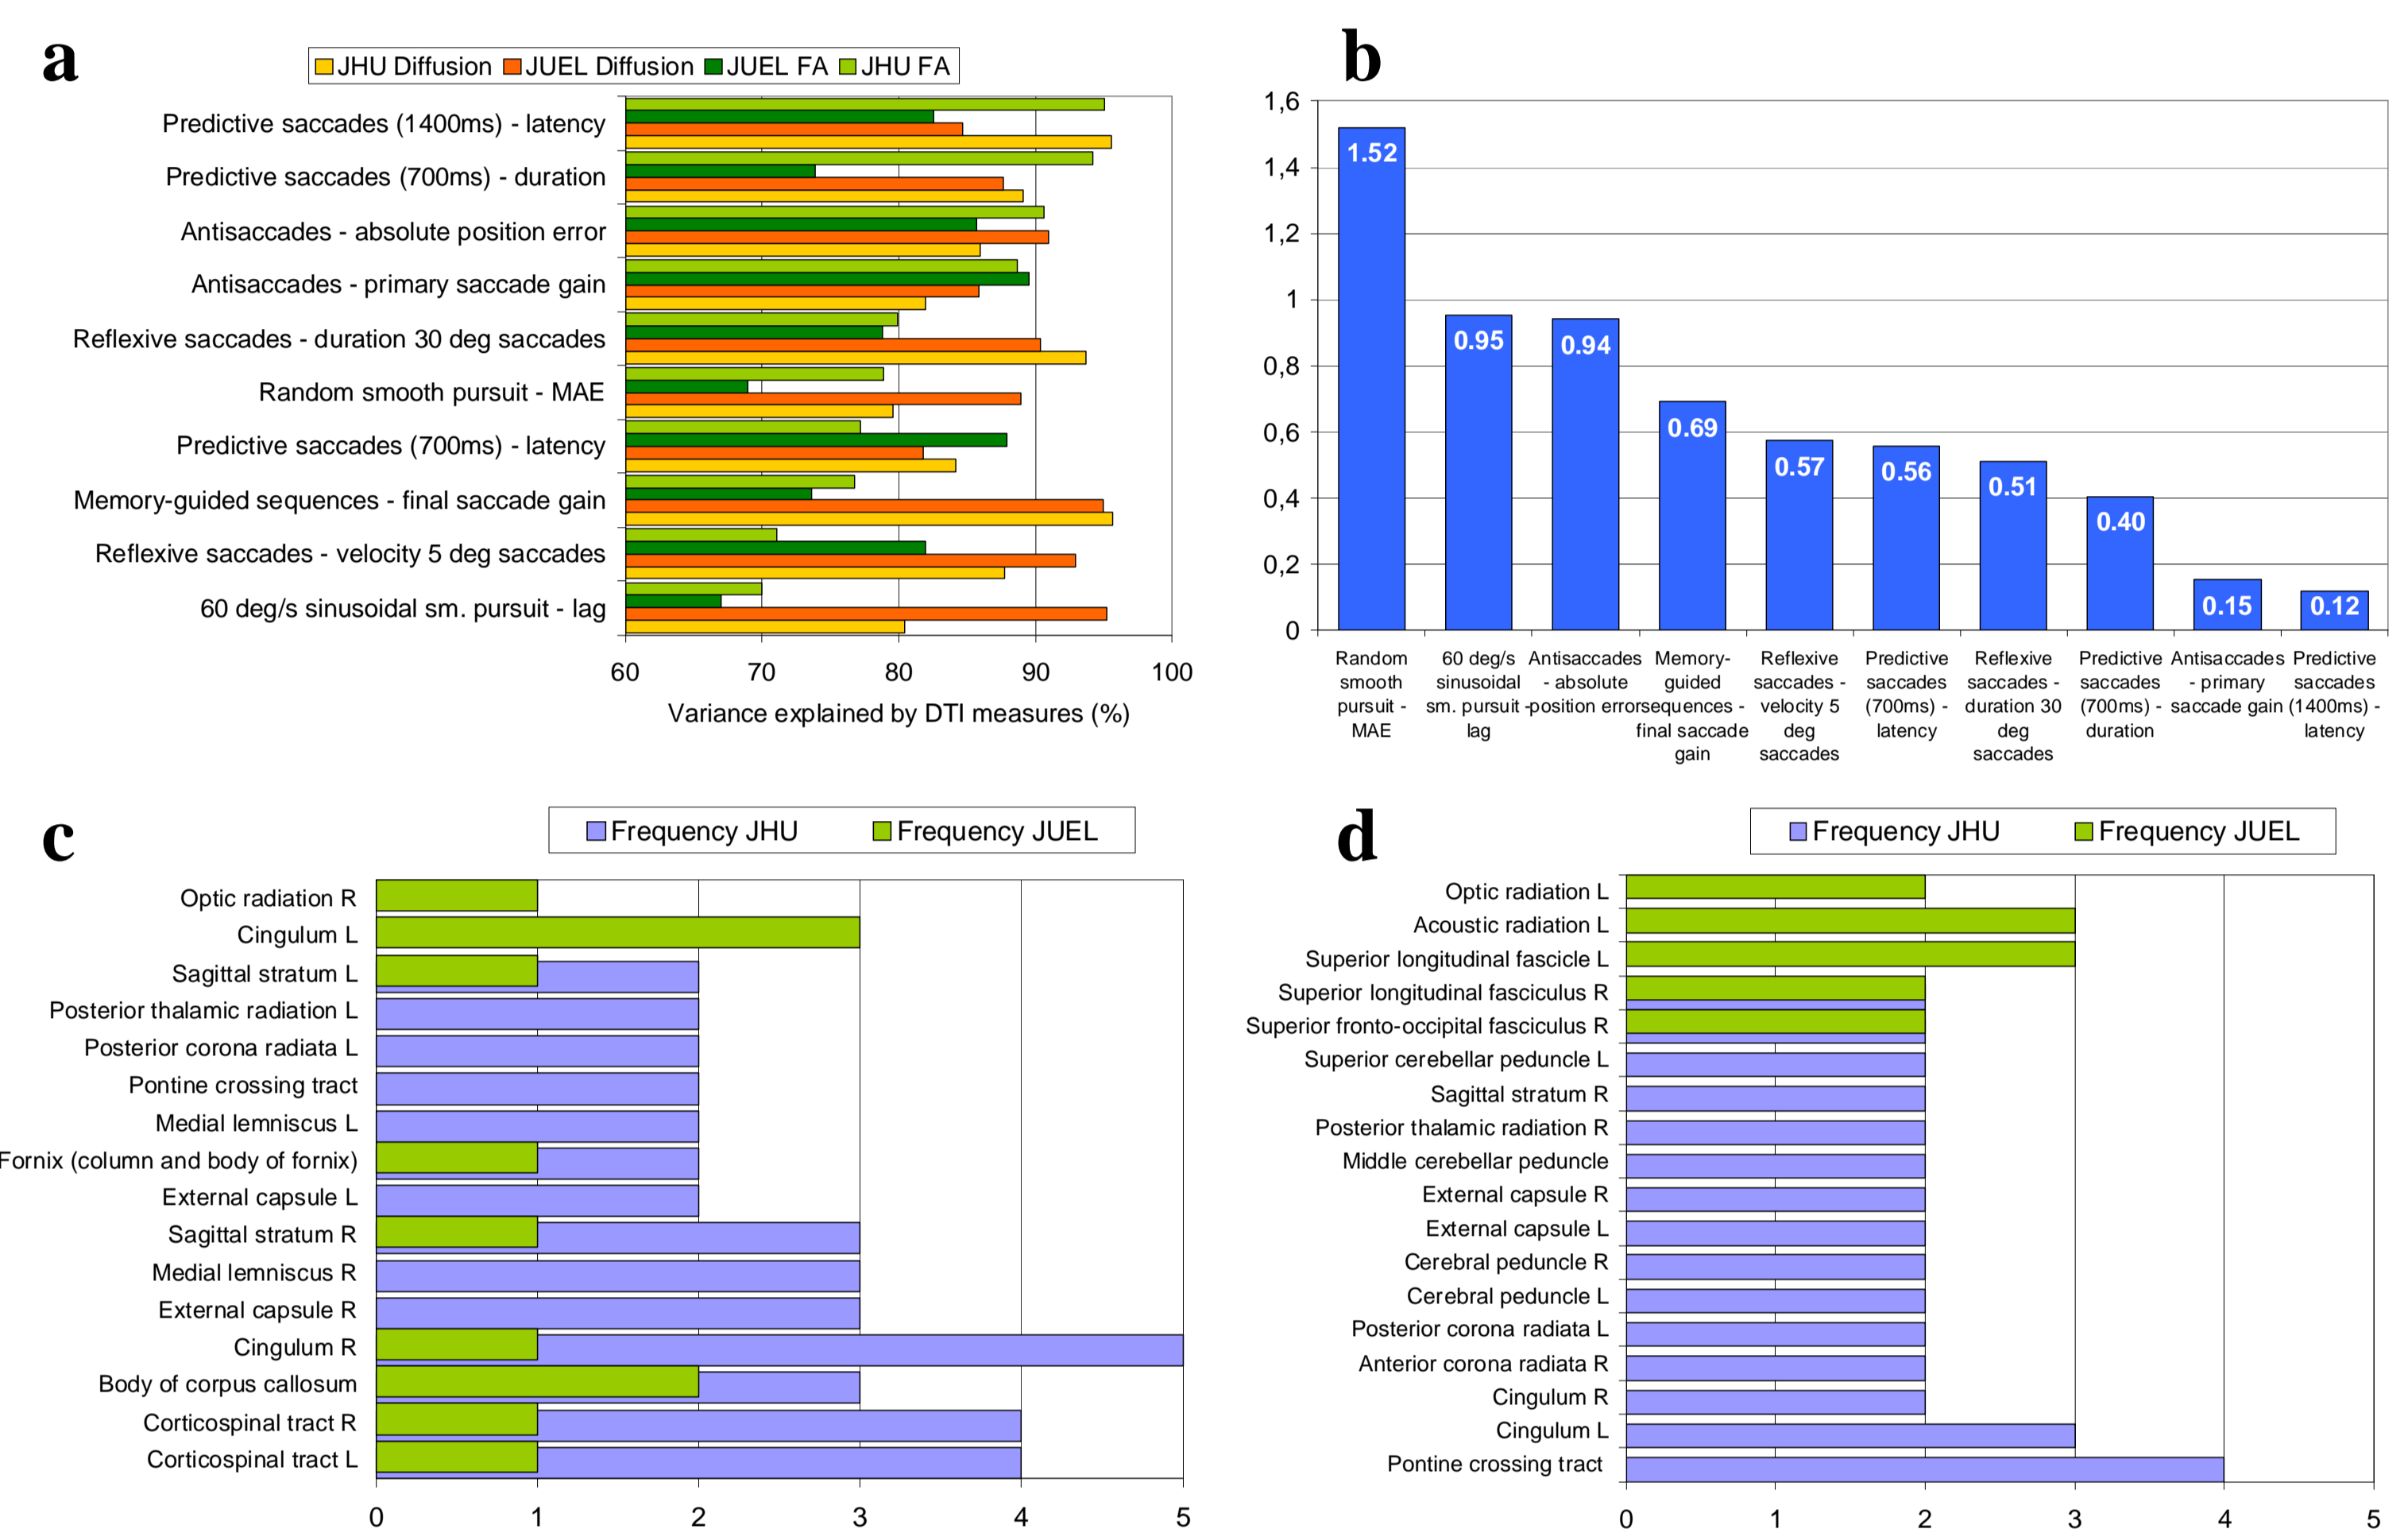 a
JHU Diffusion JUEL Diffusion JUEL FA JHU FA
Predictive saccades (1400ms) - latency
Predictive saccades (700ms) - duration
Antisaccades - absolute position error
Antisaccades - primary saccade gain
Reflexive saccades - duration 30 deg saccades
Random smooth pursuit - MAE
Predictive saccades (700ms) - latency
Memory-guided sequences - final saccade gain
Reflexive saccades - velocity 5 deg saccades
60 deg/s sinusoidal sm. pursuit - lag
60 70 80 90 100
Variance explained by DTI measures (%)
b
1,6
1,4
1,2
1
0,8
0,6
0,4
0,2
0
1.52
0.95
0.94
0.69
0.57
0.56
0.51
0.40
0.15
0.12
Random
smooth
pursuit -
MAE
60 deg/s
sinusoidal
sm. pursuit -
lag
Antisaccades
- absolute
position error
Memory-
guided
sequences -
final saccade
gain
Reflexive
saccades -
velocity 5
deg
saccades
Predictive
saccades
(700ms) -
latency
Reflexive
saccades -
duration 30
deg
saccades
Predictive
saccades
(700ms) -
duration
Antisaccades
- primary
saccade gain
Predictive
saccades
(1400ms) -
latency
c
Frequency JHU Frequency JUEL
Optic radiation R
Cingulum L
Sagittal stratum L
Posterior thalamic radiation L
Posterior corona radiata L
Pontine crossing tract
Medial lemniscus L
Fornix (column and body of fornix)
External capsule L
Sagittal stratum R
Medial lemniscus R
External capsule R
Cingulum R
Body of corpus callosum
Corticospinal tract R
Corticospinal tract L
0 1 2 3 4 5
d
Frequency JHU Frequency JUEL
Optic radiation L
Acoustic radiation L
Superior longitudinal fascicle L
Superior longitudinal fasciculus R
Superior fronto-occipital fasciculus R
Superior cerebellar peduncle L
Sagittal stratum R
Posterior thalamic radiation R
Middle cerebellar peduncle
External capsule R
External capsule L
Cerebral peduncle R
Cerebral peduncle L
Posterior corona radiata L
Anterior corona radiata R
Cingulum R
Cingulum L
Pontine crossing tract
0 1 2 3 4 5